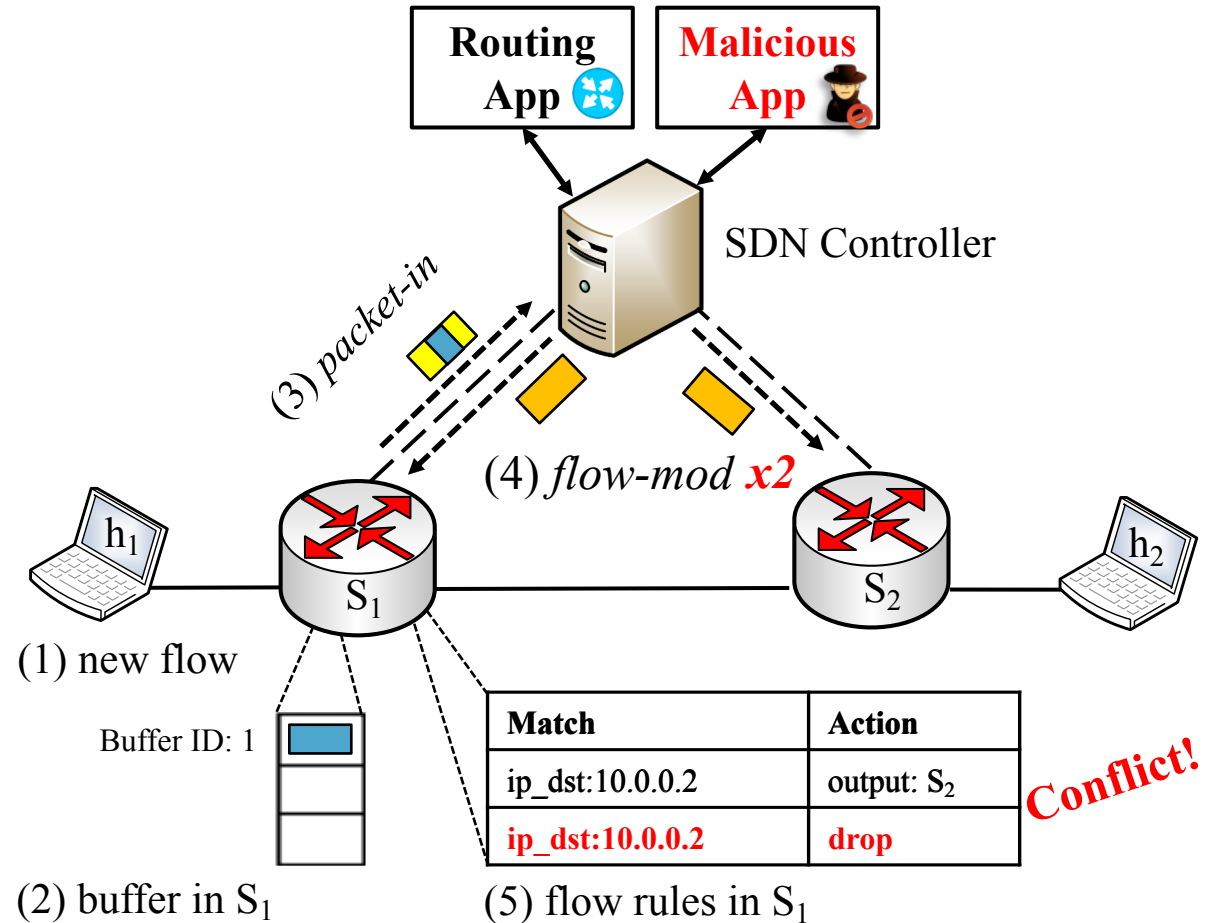 Routing
App
Malicious
App
SDN Controller
(3) packet-in
(4) flow-mod x2
h₁
S₁
S₂
h₂
(1) new flow
Buffer ID: 1
Match Action
ip_dst:10.0.0.2 output: S₂
ip_dst:10.0.0.2 drop
Conflict!
(2) buffer in S₁
(5) flow rules in S₁